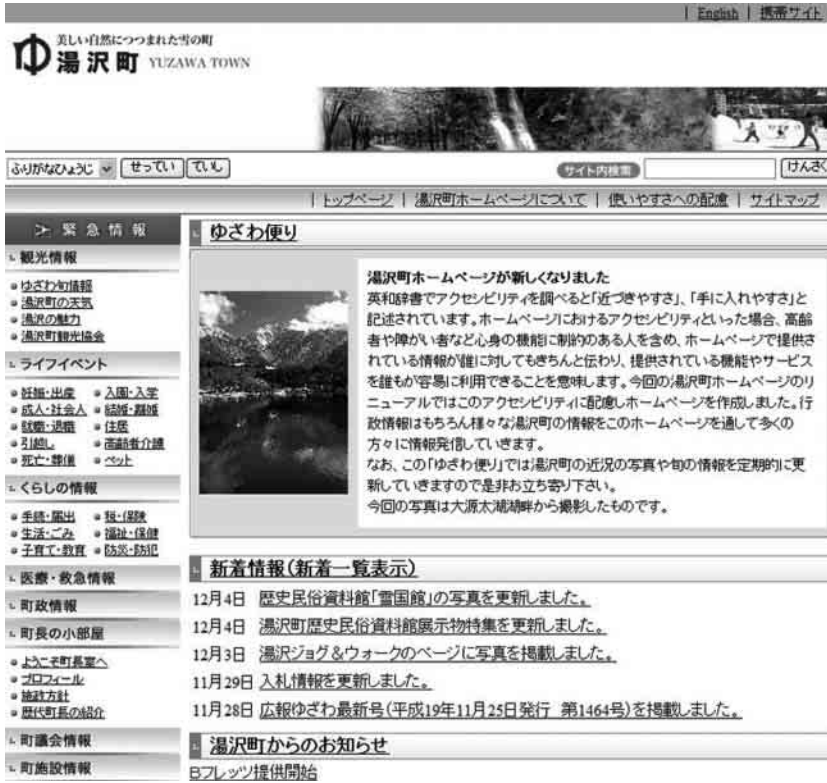 English | 携帯サイト
美しい自然につつまれた雪の町
湯沢町 YUZAWA TOWN
ふりがなひょうじ せってい ていし サイト内検索 けんさく
| トップページ | 湯沢町ホームページについて | 使いやすさへの配慮 | サイトマップ
緊急情報
観光情報
ゆざわ旬情報
湯沢町の天気
湯沢の魅力
湯沢町観光協会
ライフイベント
妊娠・出産 入園・入学
成人・社会人 結婚・離婚
就職・退職 住居
引越し 高齢者介護
死亡・葬儀 ペット
くらしの情報
手続・届出 税・保険
生活・ごみ 福祉・保健
子育て・教育 防災・防犯
医療・救急情報
町政情報
町長の小部屋
ようこそ町長室へ
プロフィール
施政方針
歴代町長の紹介
町議会情報
町施設情報
ゆざわ便り
湯沢町ホームページが新しくなりました
英和辞書でアクセシビリティを調べると「近づきやすさ」、「手に入れやすさ」と
記述されています。ホームページにおけるアクセシビリティといった場合、高齢
者や障がい者など心身の機能に制約のある人を含め、ホームページで提供さ
れている情報が誰に対してもきちんと伝わり、提供されている機能やサービス
を誰もが容易に利用できることを意味します。今回の湯沢町ホームページのリ
ニューアルではこのアクセシビリティに配慮しホームページを作成しました。行
政情報はもちろん様々な湯沢町の情報をこのホームページを通して多くの
方々に情報発信していきます。
なお、この「ゆざわ便り」では湯沢町の近況の写真や旬の情報を定期的に更
新していきますので是非お立ち寄り下さい。
今回の写真は大源太湖湖畔から撮影したものです。
新着情報(新着一覧表示)
12月4日 歴史民俗資料館「雪国館」の写真を更新しました。
12月4日 湯沢町歴史民俗資料館展示物特集を更新しました。
12月3日 湯沢ジョグ&ウォークのページに写真を掲載しました。
11月29日 入札情報を更新しました。
11月28日 広報ゆざわ最新号(平成19年11月25日発行 第1464号)を掲載しました。
湯沢町からのお知らせ
Bフレッツ提供開始